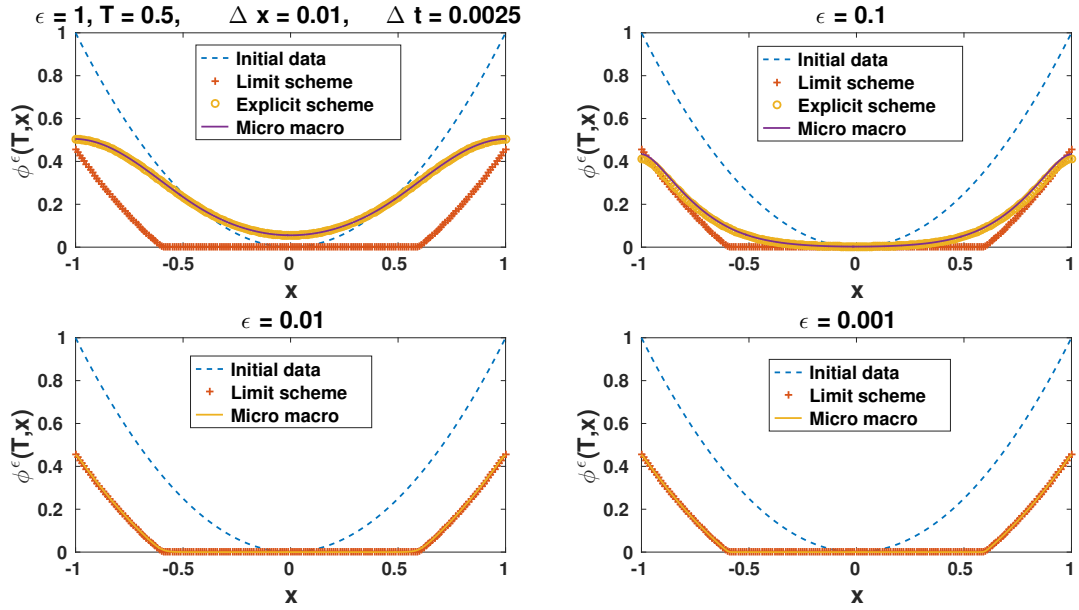 ϵ = 1, T = 0.5, Δ x = 0.01, Δ t = 0.0025
1
0.8
0.6
0.4
0.2
0
ϕ^ϵ(T,x)
Initial data
Limit scheme
Explicit scheme
Micro macro
-1 -0.5 0 0.5 1
x
ϵ = 0.1
1
0.8
0.6
0.4
0.2
0
ϕ^ϵ(T,x)
Initial data
Limit scheme
Explicit scheme
Micro macro
-1 -0.5 0 0.5 1
x
ϵ = 0.01
1
0.8
0.6
0.4
0.2
0
ϕ^ϵ(T,x)
Initial data
Limit scheme
Micro macro
-1 -0.5 0 0.5 1
x
ϵ = 0.001
1
0.8
0.6
0.4
0.2
0
ϕ^ϵ(T,x)
Initial data
Limit scheme
Micro macro
-1 -0.5 0 0.5 1
x